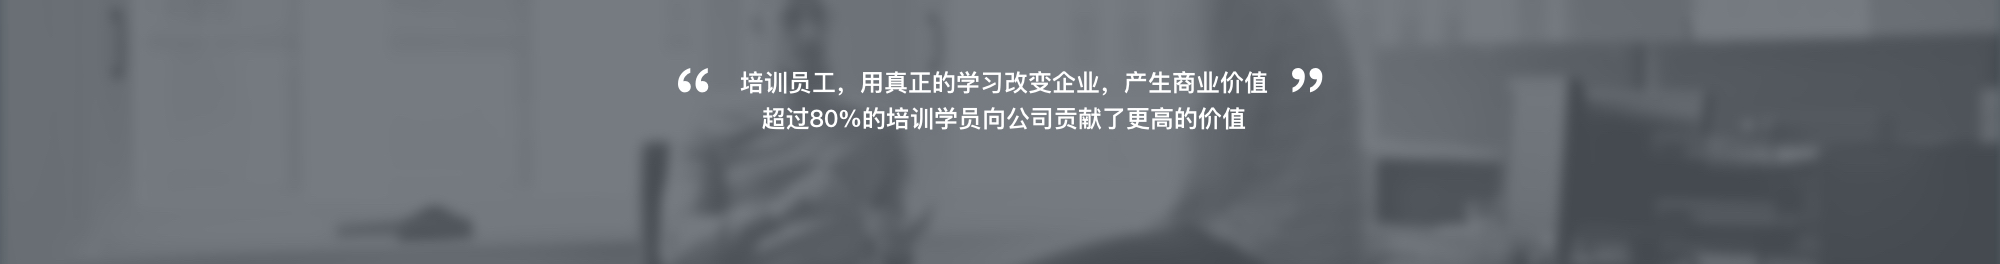 “ 培训员工，用真正的学习改变企业，产生商业价值 ”
超过80%的培训学员向公司贡献了更高的价值